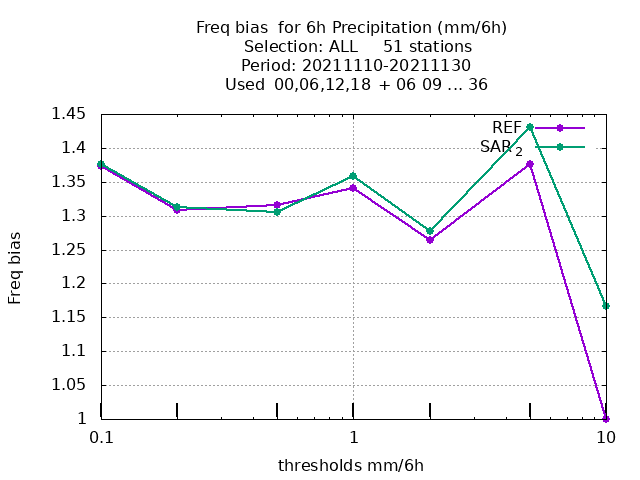 Freq bias  for 6h Precipitation (mm/6h)
Selection: ALL     51 stations
Period: 20211110-20211130
Used  00,06,12,18  + 06 09 ... 36
REF
SAR 2
1.45
1.4
1.35
1.3
1.25
1.2
1.15
1.1
1.05
1
Freq bias
0.1 1 10
thresholds mm/6h